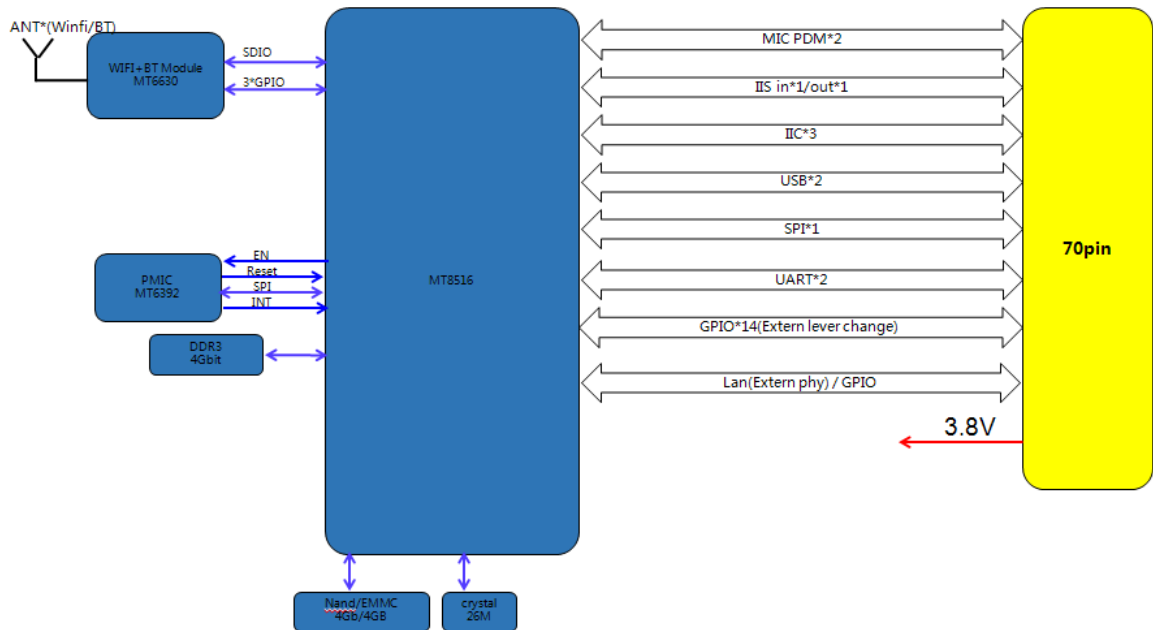 ANT*(Winfi/BT)
WIFI+BT Module
MT6630
SDIO
3*GPIO
PMIC
MT6392
EN
Reset
SPI
INT
DDR3
4Gbit
MT8516
Nand/EMMC
4Gb/4GB
crystal
26M
MIC PDM*2
IIS in*1/out*1
IIC*3
USB*2
SPI*1
UART*2
GPIO*14(Extern lever change)
Lan(Extern phy) / GPIO
3.8V
70pin